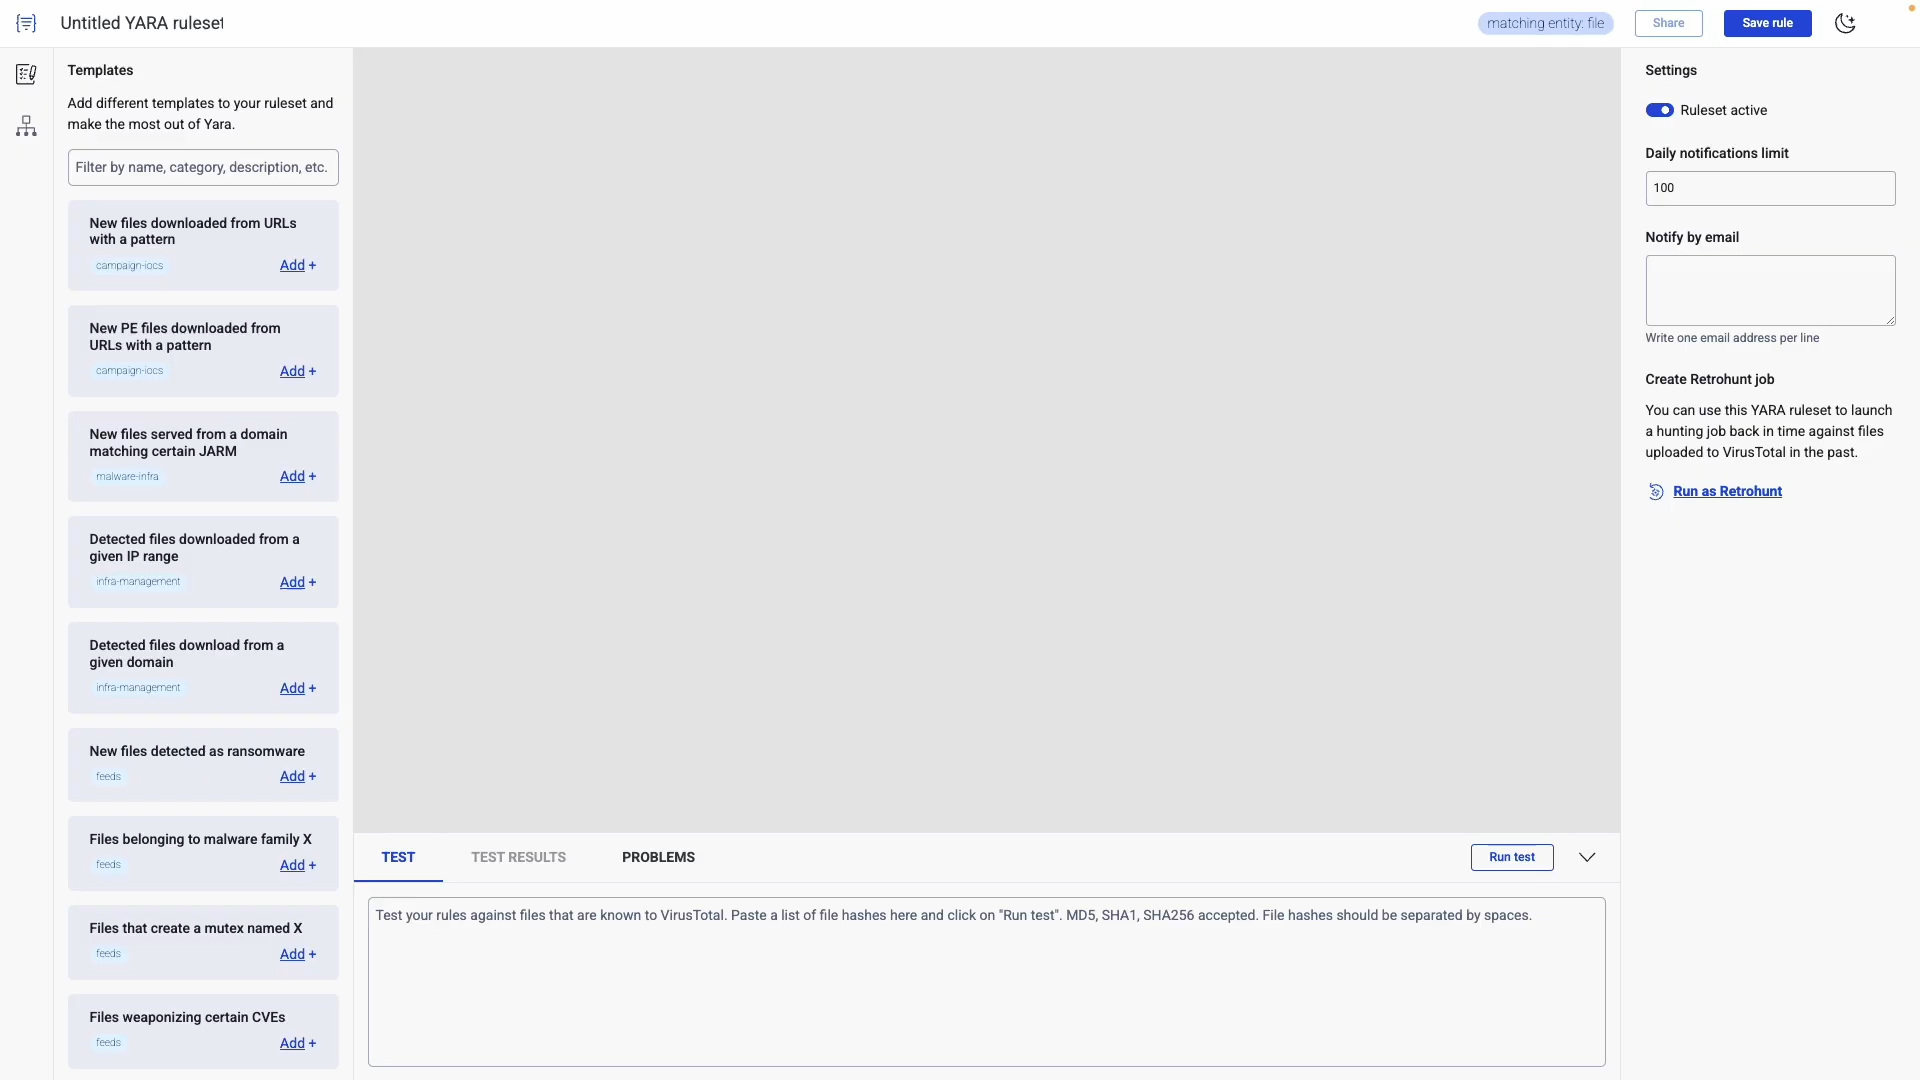 Untitled YARA ruleset
matching entity: file
Share
Save rule
Templates
Add different templates to your ruleset and
make the most out of Yara.
Filter by name, category, description, etc.
New files downloaded from URLs
with a pattern
campaign-iocs
Add +
New PE files downloaded from
URLs with a pattern
campaign-iocs
Add +
New files served from a domain
matching certain JARM
malware-infra
Add +
Detected files downloaded from a
given IP range
infra-management
Add +
Detected files download from a
given domain
infra-management
Add +
New files detected as ransomware
feeds
Add +
Files belonging to malware family X
feeds
Add +
Files that create a mutex named X
feeds
Add +
Files weaponizing certain CVEs
feeds
Add +
TEST
TEST RESULTS
PROBLEMS
Run test
Test your rules against files that are known to VirusTotal. Paste a list of file hashes here and click on "Run test". MD5, SHA1, SHA256 accepted. File hashes should be separated by spaces.
Settings
Ruleset active
Daily notifications limit
100
Notify by email
Write one email address per line
Create Retrohunt job
You can use this YARA ruleset to launch
a hunting job back in time against files
uploaded to VirusTotal in the past.
Run as Retrohunt